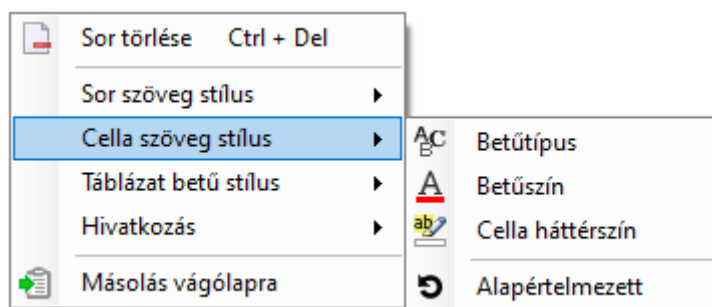 Sor törlése Ctrl + Del
Sor szöveg stílus
Cella szöveg stílus
Táblázat betű stílus
Hivatkozás
Másolás vágólapra
Betűtípus
Betűszín
Cella háttérszín
Alapértelmezett